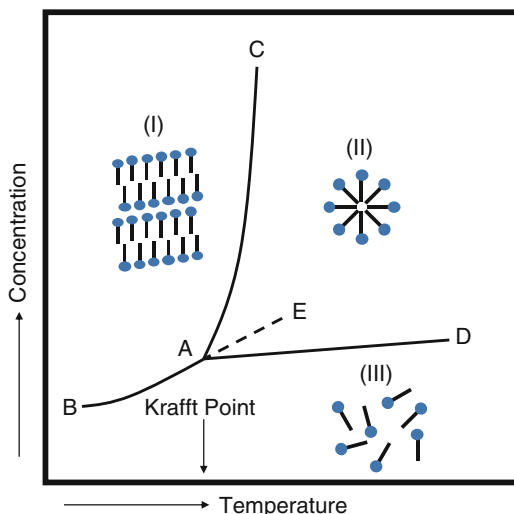 C
(I)
(II)
Concentration
E
A
D
(III)
B
Krafft Point
Temperature